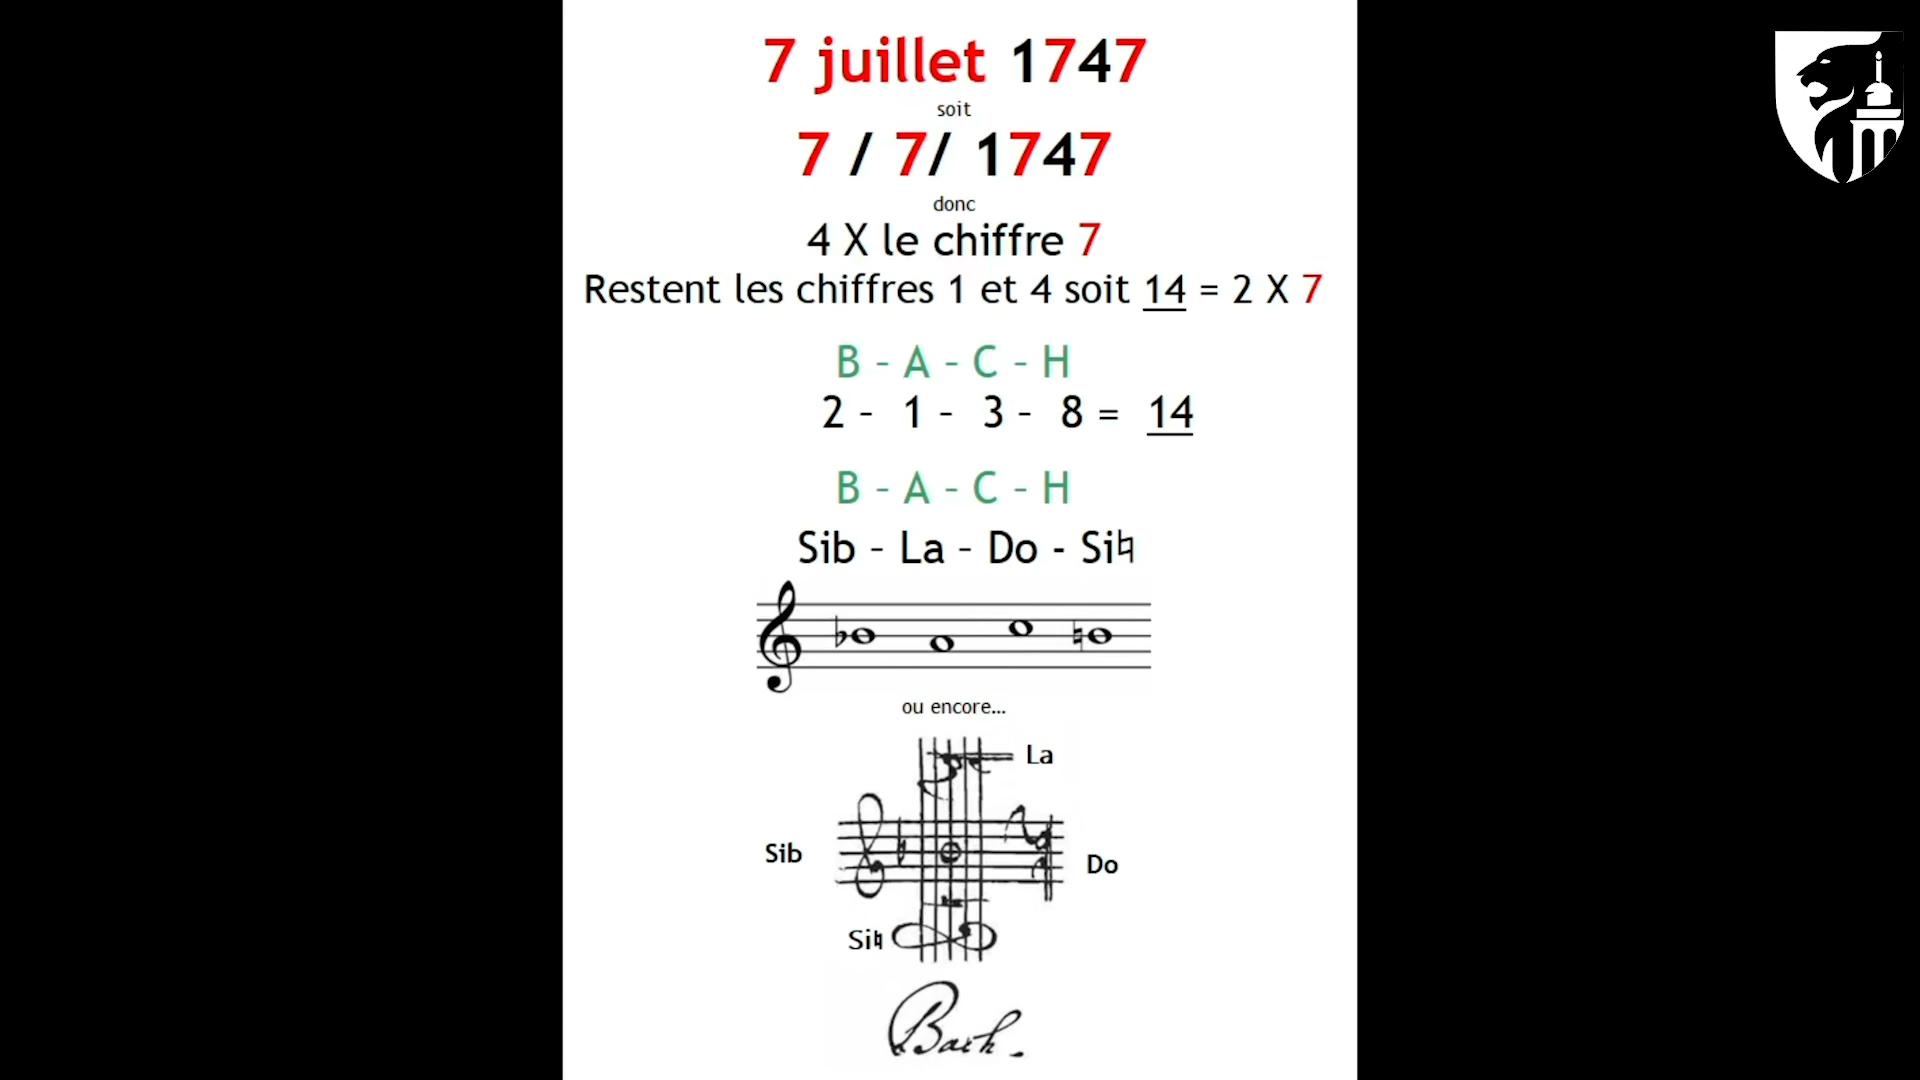 7 juillet 1747
soit
7 / 7/ 1747
donc
4 X le chiffre 7
Restent les chiffres 1 et 4 soit 14 = 2 X 7
B – A – C – H
2 – 1 – 3 – 8 = 14
B – A – C – H
Sib – La – Do - Si♮
ou encore...
La
Sib
Do
Si♮
Bach.